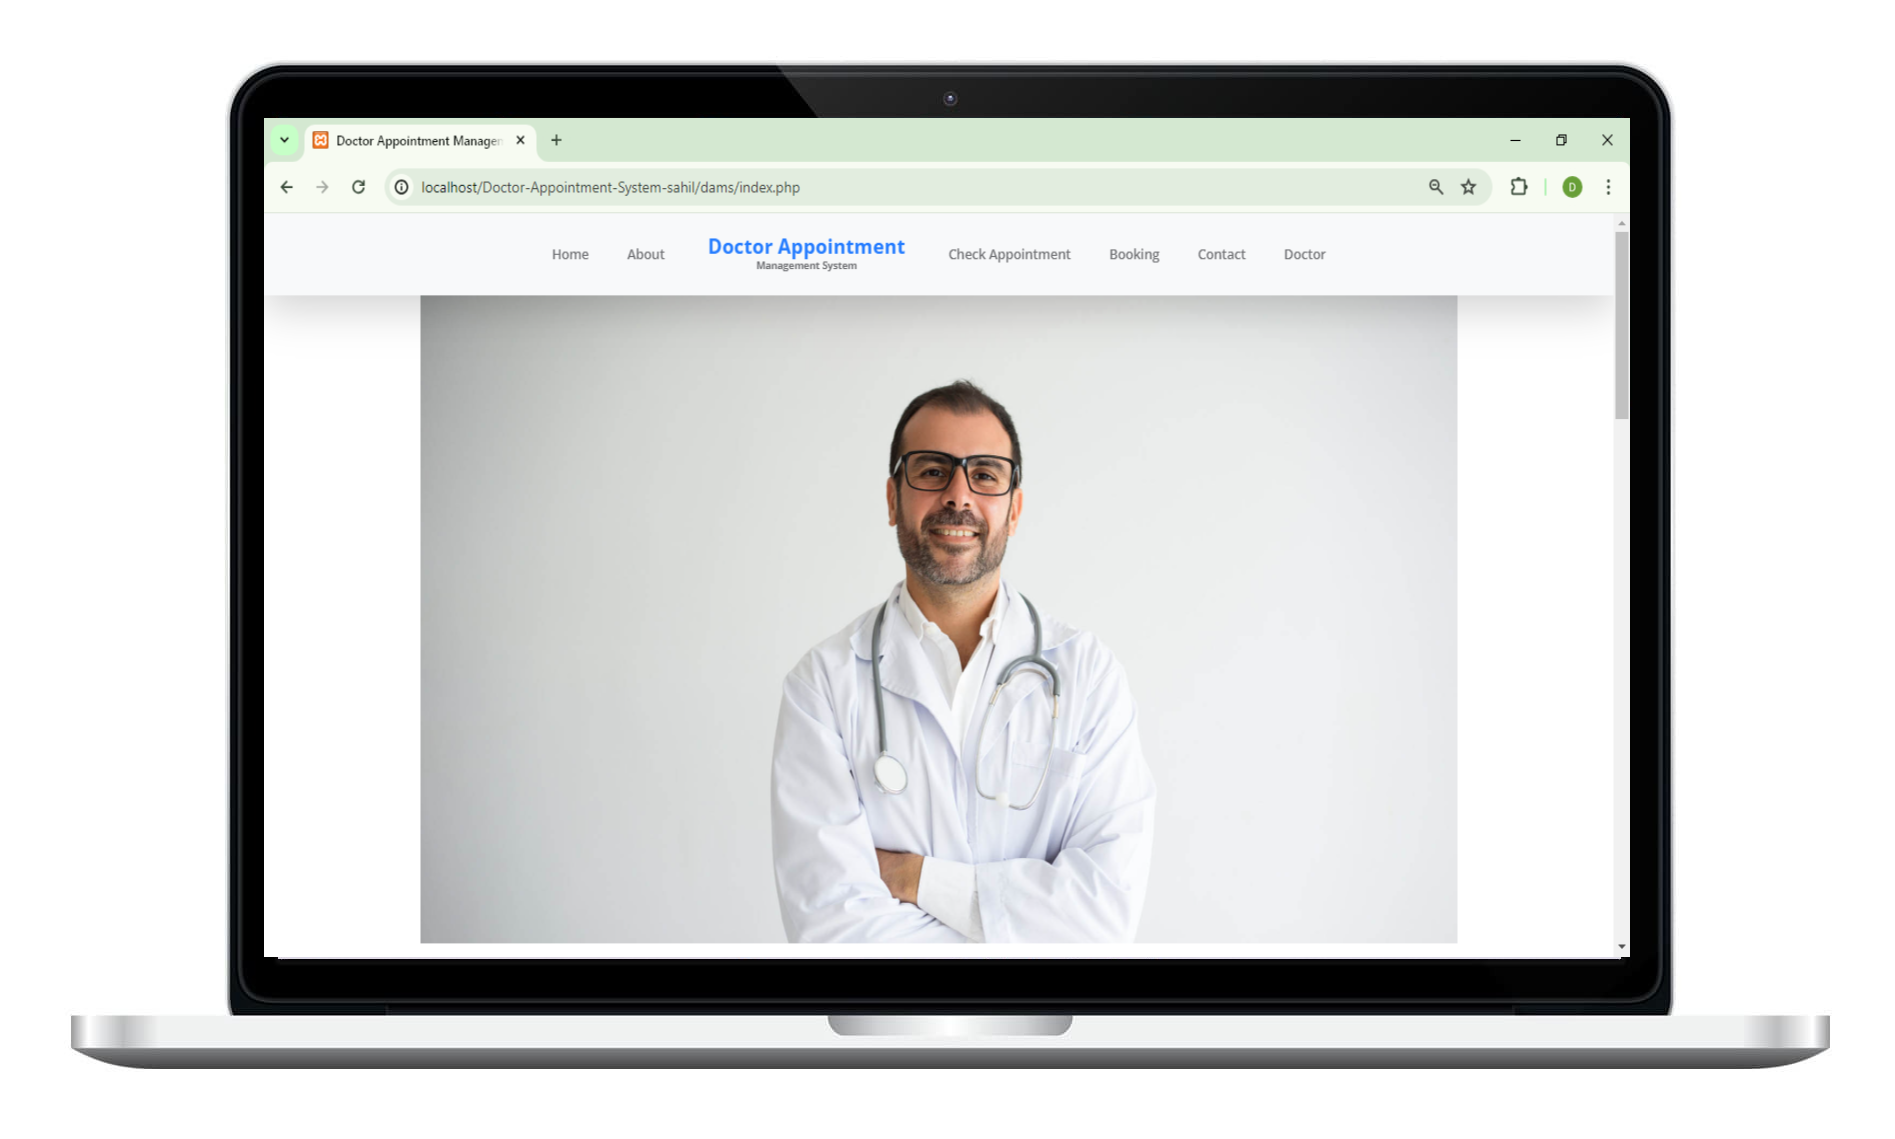 Doctor Appointment Manager
localhost/Doctor-Appointment-System-sahil/dams/index.php
D
Home About Doctor Appointment Check Appointment Booking Contact Doctor
Management System